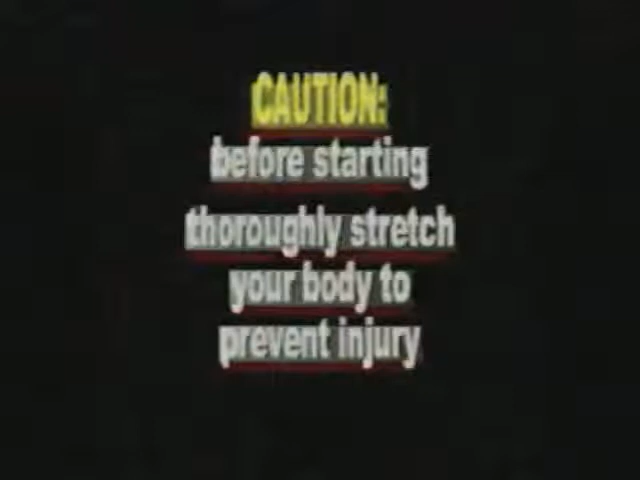 CAUTION:
before starting
thoroughly stretch
your body to
prevent injury